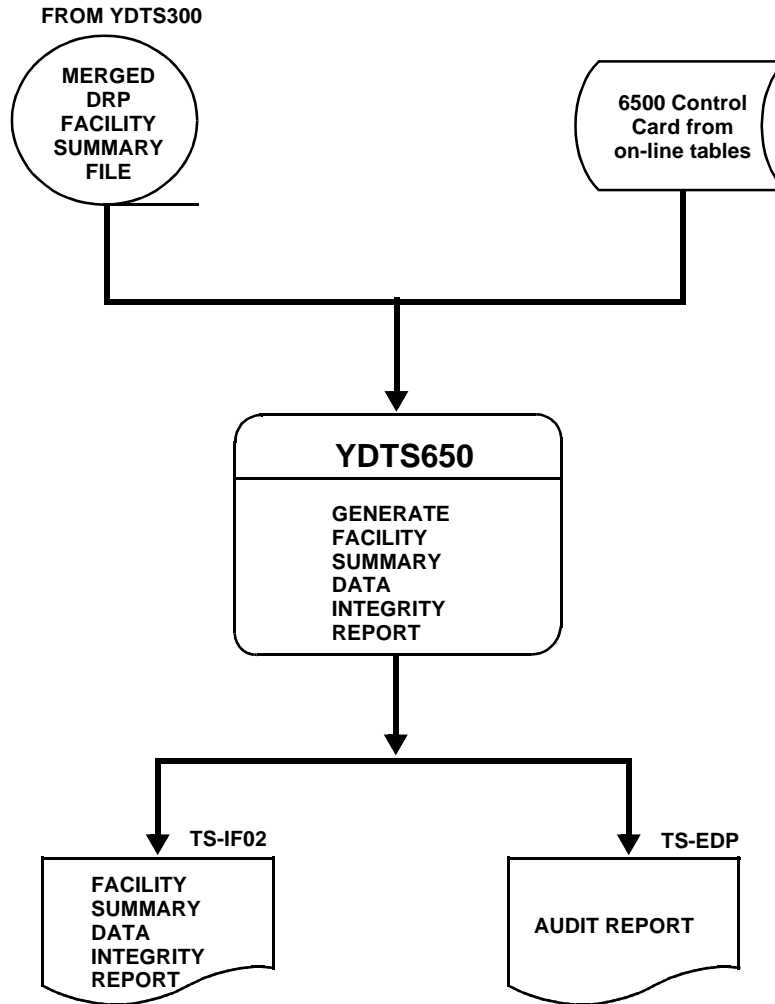 FROM YDTS300
MERGED
DRP
FACILITY
SUMMARY
FILE
6500 Control
Card from
on-line tables
YDTS650
GENERATE
FACILITY
SUMMARY
DATA
INTEGRITY
REPORT
TS-IF02
FACILITY
SUMMARY
DATA
INTEGRITY
REPORT
TS-EDP
AUDIT REPORT